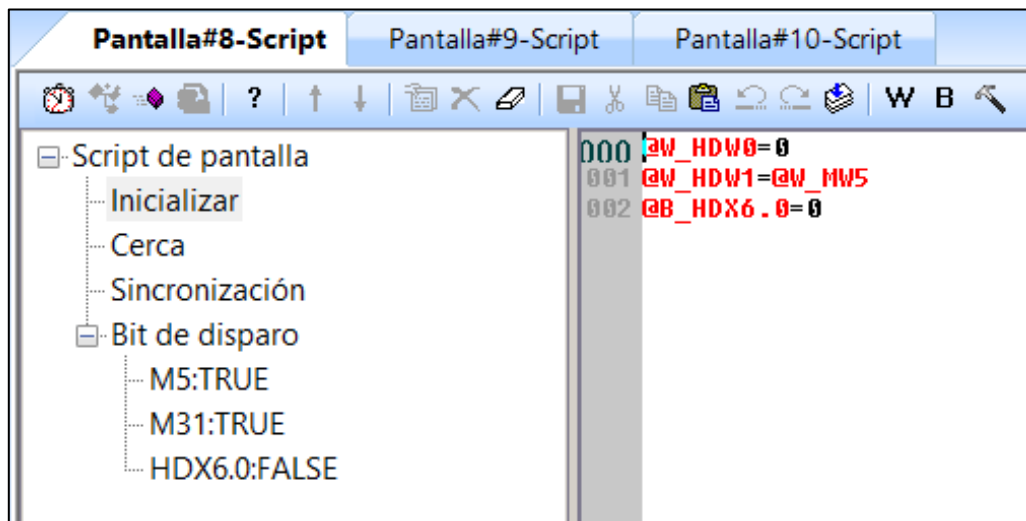 Pantalla#8-Script Pantalla#9-Script Pantalla#10-Script
? W B
Script de pantalla
Inicializar
Cerca
Sincronización
Bit de disparo
M5:TRUE
M31:TRUE
HDX6.0:FALSE
000 @W_HDW0=0
001 @W_HDW1=@W_MW5
002 @B_HDX6.0=0